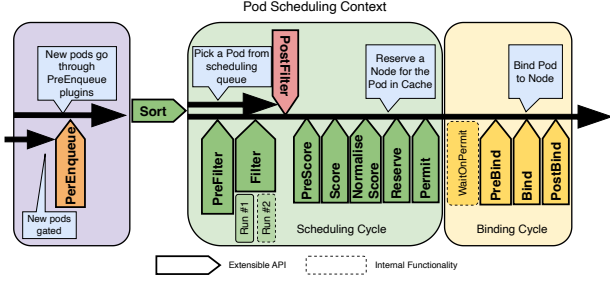 Pod Scheduling Context
New pods go
through
PreEnqueue
plugins
Pick a Pod from
scheduling
queue
PostFilter
Reserve a
Node for the
Pod in Cache
Bind Pod
to Node
Sort
PerEnqueue
New pods
gated
PreFilter
Filter
Run #1
Run #2
PreScore
Score
Normalise
Score
Reserve
Permit
WaitOnPermit
PreBind
Bind
PostBind
Scheduling Cycle
Binding Cycle
Extensible API
Internal Functionality